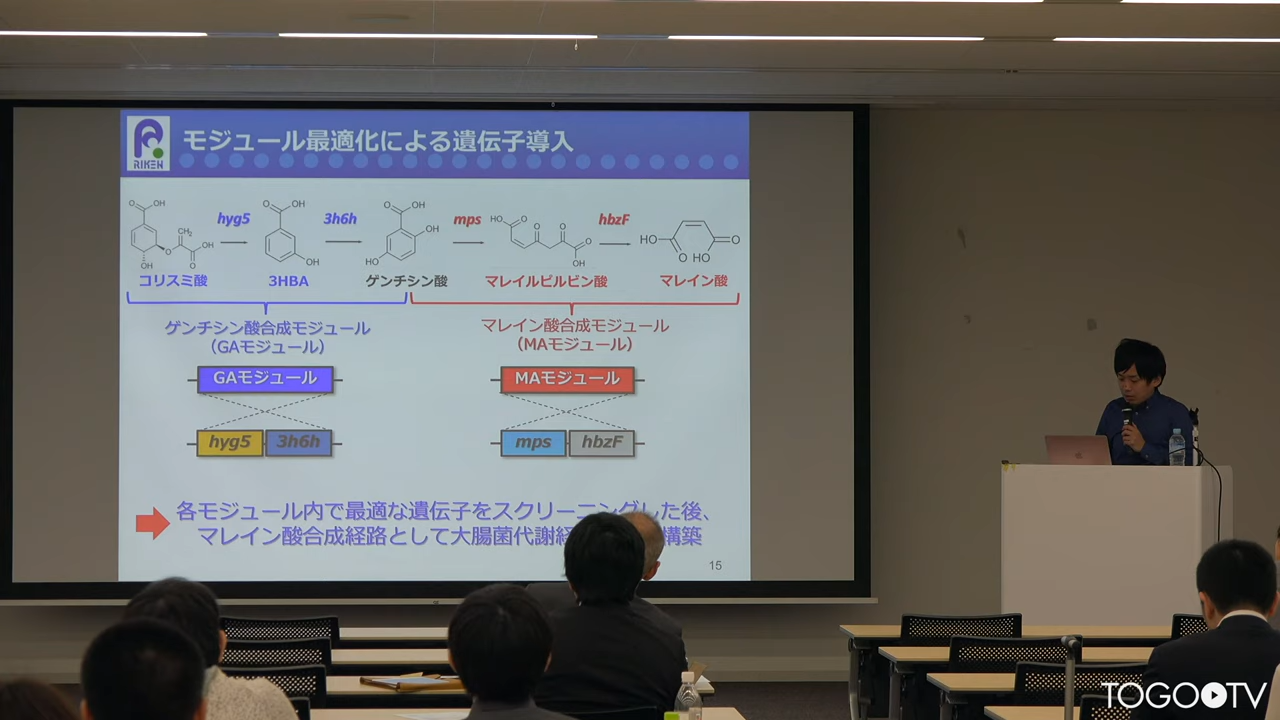 モジュール最適化による遺伝子導入
RIKEN
hyg5
3h6h
mps
hbzF
コリスミ酸
3HBA
ゲンチシン酸
マレイルピルビン酸
マレイン酸
ゲンチシン酸合成モジュール
（GAモジュール）
マレイン酸合成モジュール
（MAモジュール）
GAモジュール
MAモジュール
hyg5 3h6h
mps hbzF
各モジュール内で最適な遺伝子をスクリーニングした後、
マレイン酸合成経路として大腸菌代謝経 構築
15
TOGO TV